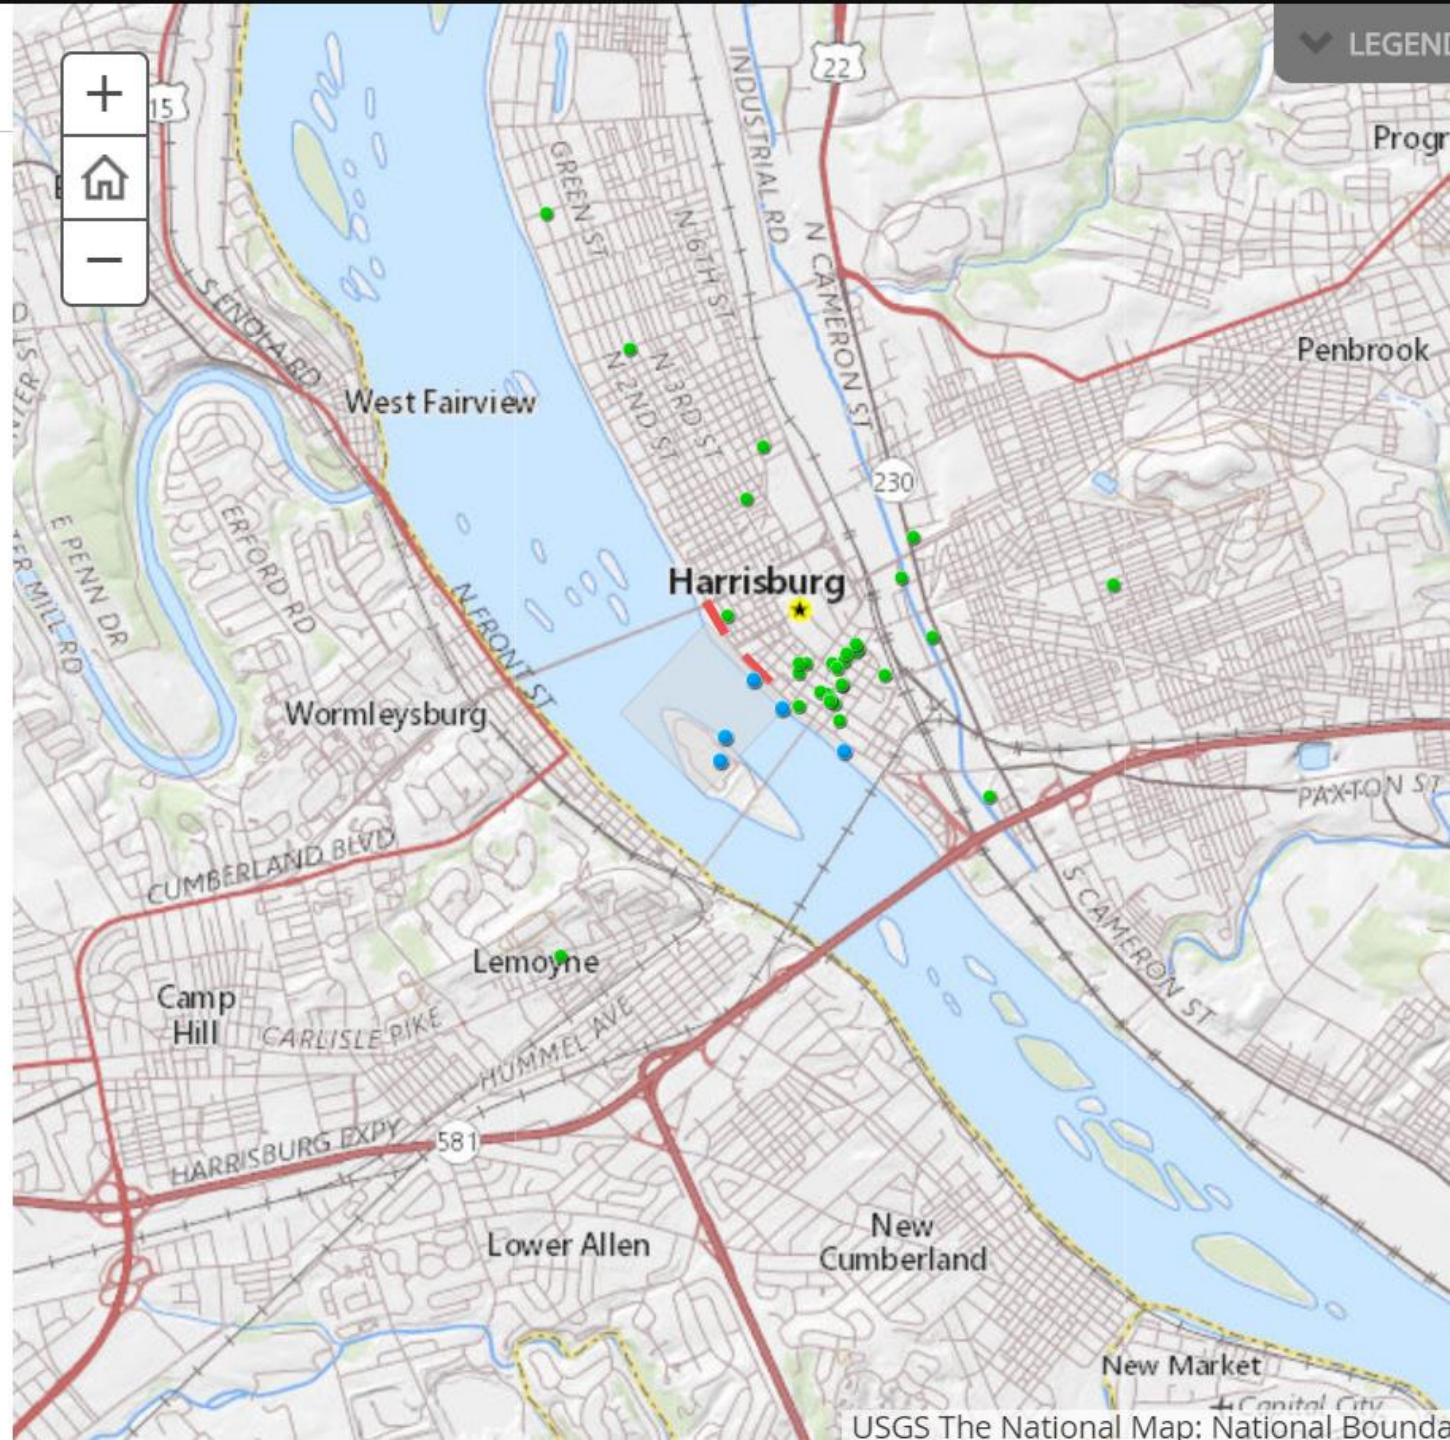 LEGEND
22
15
Progr
INDUSTRIAL RD
GREEN ST
N 6TH ST
N CAMERON ST
S ENOLA RD
Penbrook
N 3RD ST
N 2ND ST
West Fairview
230
E PENN DR
ERFORD RD
Harrisburg
N FRONT ST
Wormleysburg
PAXTON ST
CUMBERLAND BLVD
S CAMERON ST
Lemoyne
Camp
Hill
CARLISLE PIKE
HUMMEL AVE
HARRISBURG EXPY
581
New
Cumberland
Lower Allen
New Market
Capital City
USGS The National Map: National Bounda